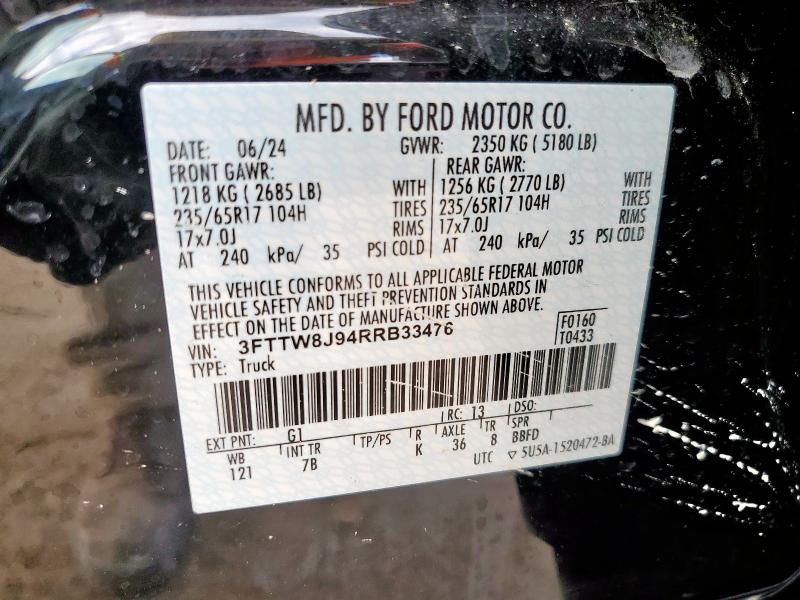 MFD. BY FORD MOTOR CO.
DATE: 06/24 GVWR: 2350 KG ( 5180 LB)
FRONT GAWR: REAR GAWR:
1218 KG ( 2685 LB) WITH 1256 KG ( 2770 LB) WITH
235/65R17 104H TIRES 235/65R17 104H TIRES
17x7.0J RIMS 17x7.0J RIMS
AT 240 kPa/ 35 PSI COLD AT 240 kPa/ 35 PSI COLD
THIS VEHICLE CONFORMS TO ALL APPLICABLE FEDERAL MOTOR
VEHICLE SAFETY AND THEFT PREVENTION STANDARDS IN
EFFECT ON THE DATE OF MANUFACTURE SHOWN ABOVE.
VIN: 3FTTW8J94RRB33476 F0160
TYPE: Truck T0433
EXT PNT: G1 RC: 13 DSO:
WB INT TR TP/PS R AXLE TR SPR
121 7B K 36 8 BBFD
UTC ▽ 5U5A-1520472-BA